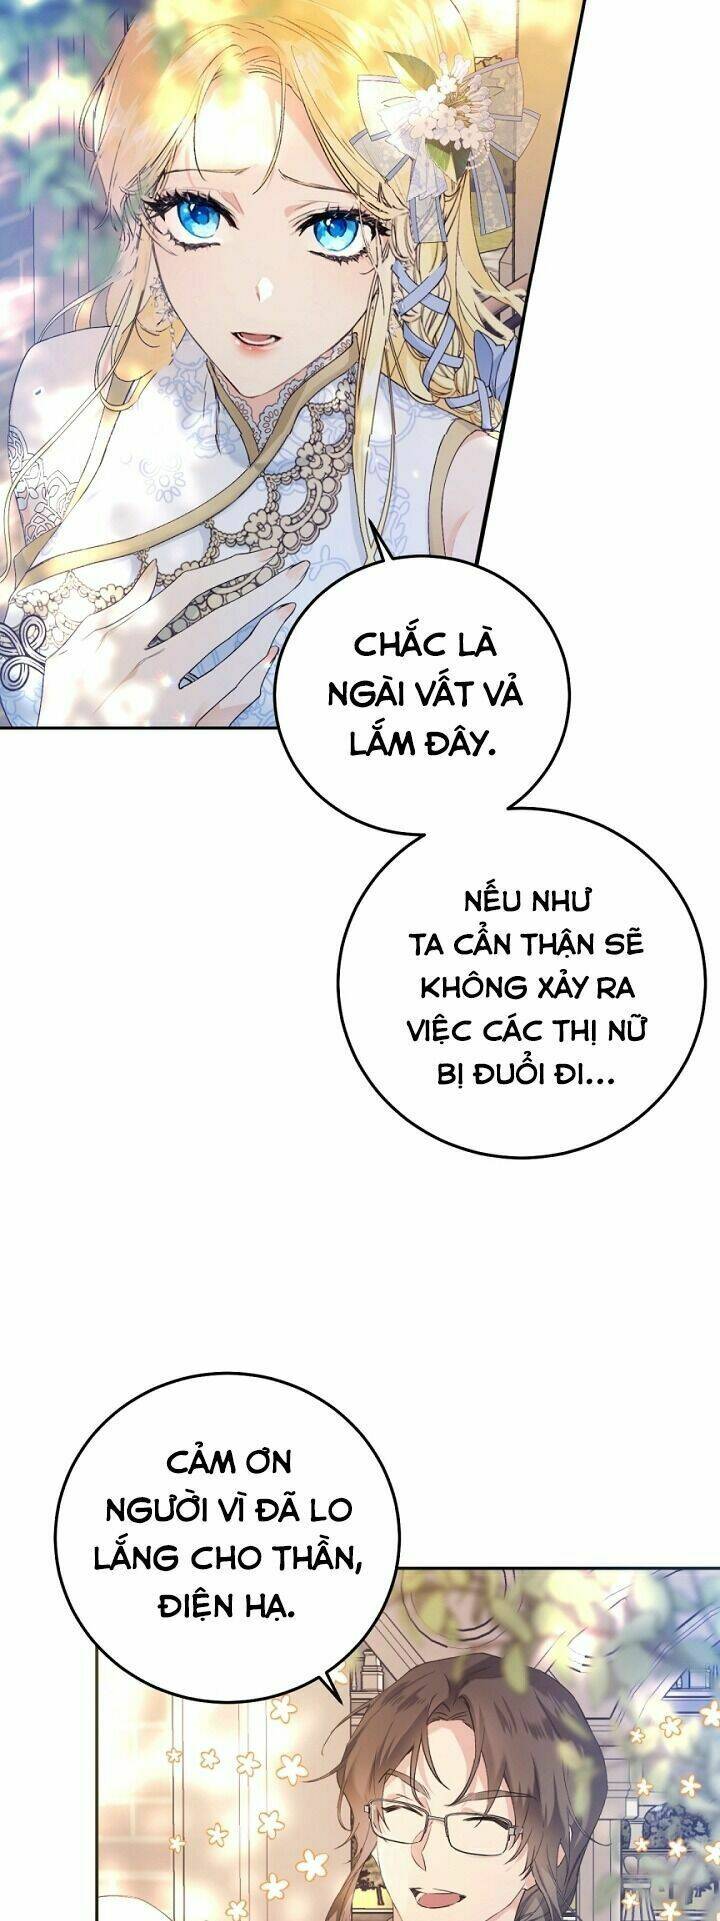 CHẮC LÀ
NGÀI VẤT VẢ
LẮM ĐÂY.
NẾU NHƯ
TA CẨN THẬN SẼ
KHÔNG XẢY RA
VIỆC CÁC THỊ NỮ
BỊ ĐUỔI ĐI...
CẢM ƠN
NGƯỜI VÌ ĐÃ LO
LẮNG CHO THẦN,
ĐIỆN HẠ.